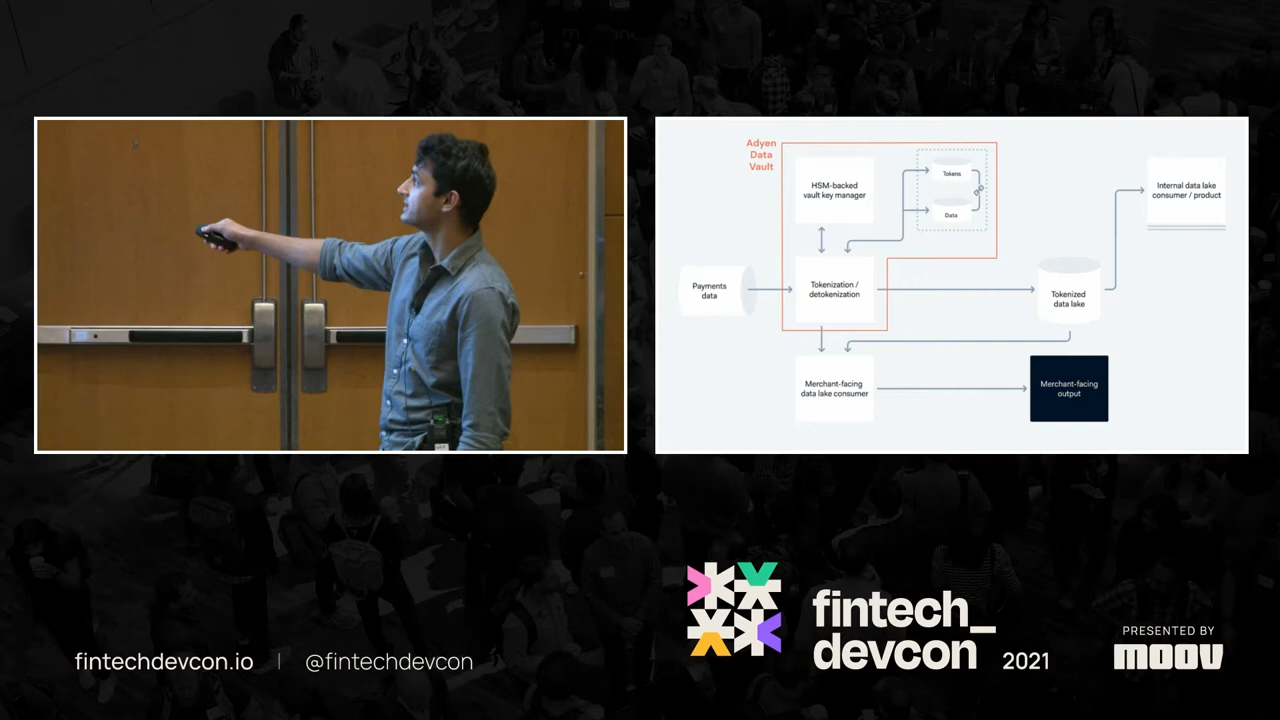 Adyen
Data
Vault
HSM-backed
vault key manager
Tokens
Data
Internal data lake
consumer / product
Payments
data
Tokenization /
detokenization
Tokenized
data lake
Merchant-facing
data lake consumer
Merchant-facing
output
fintechdevcon.io | @fintechdevcon
fintech_
devcon 2021
PRESENTED BY
moov